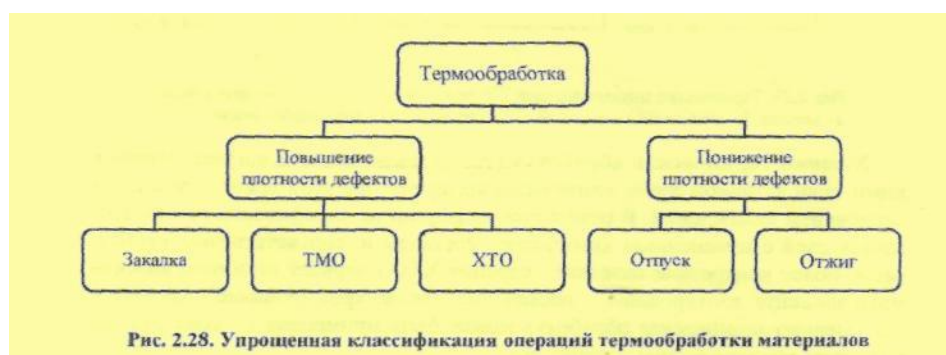 Термообработка
Повышение
плотности дефектов
Понижение
плотности дефектов
Закалка
ТМО
ХТО
Отпуск
Отжиг
Рис. 2.28. Упрощенная классификация операций термообработки материалов